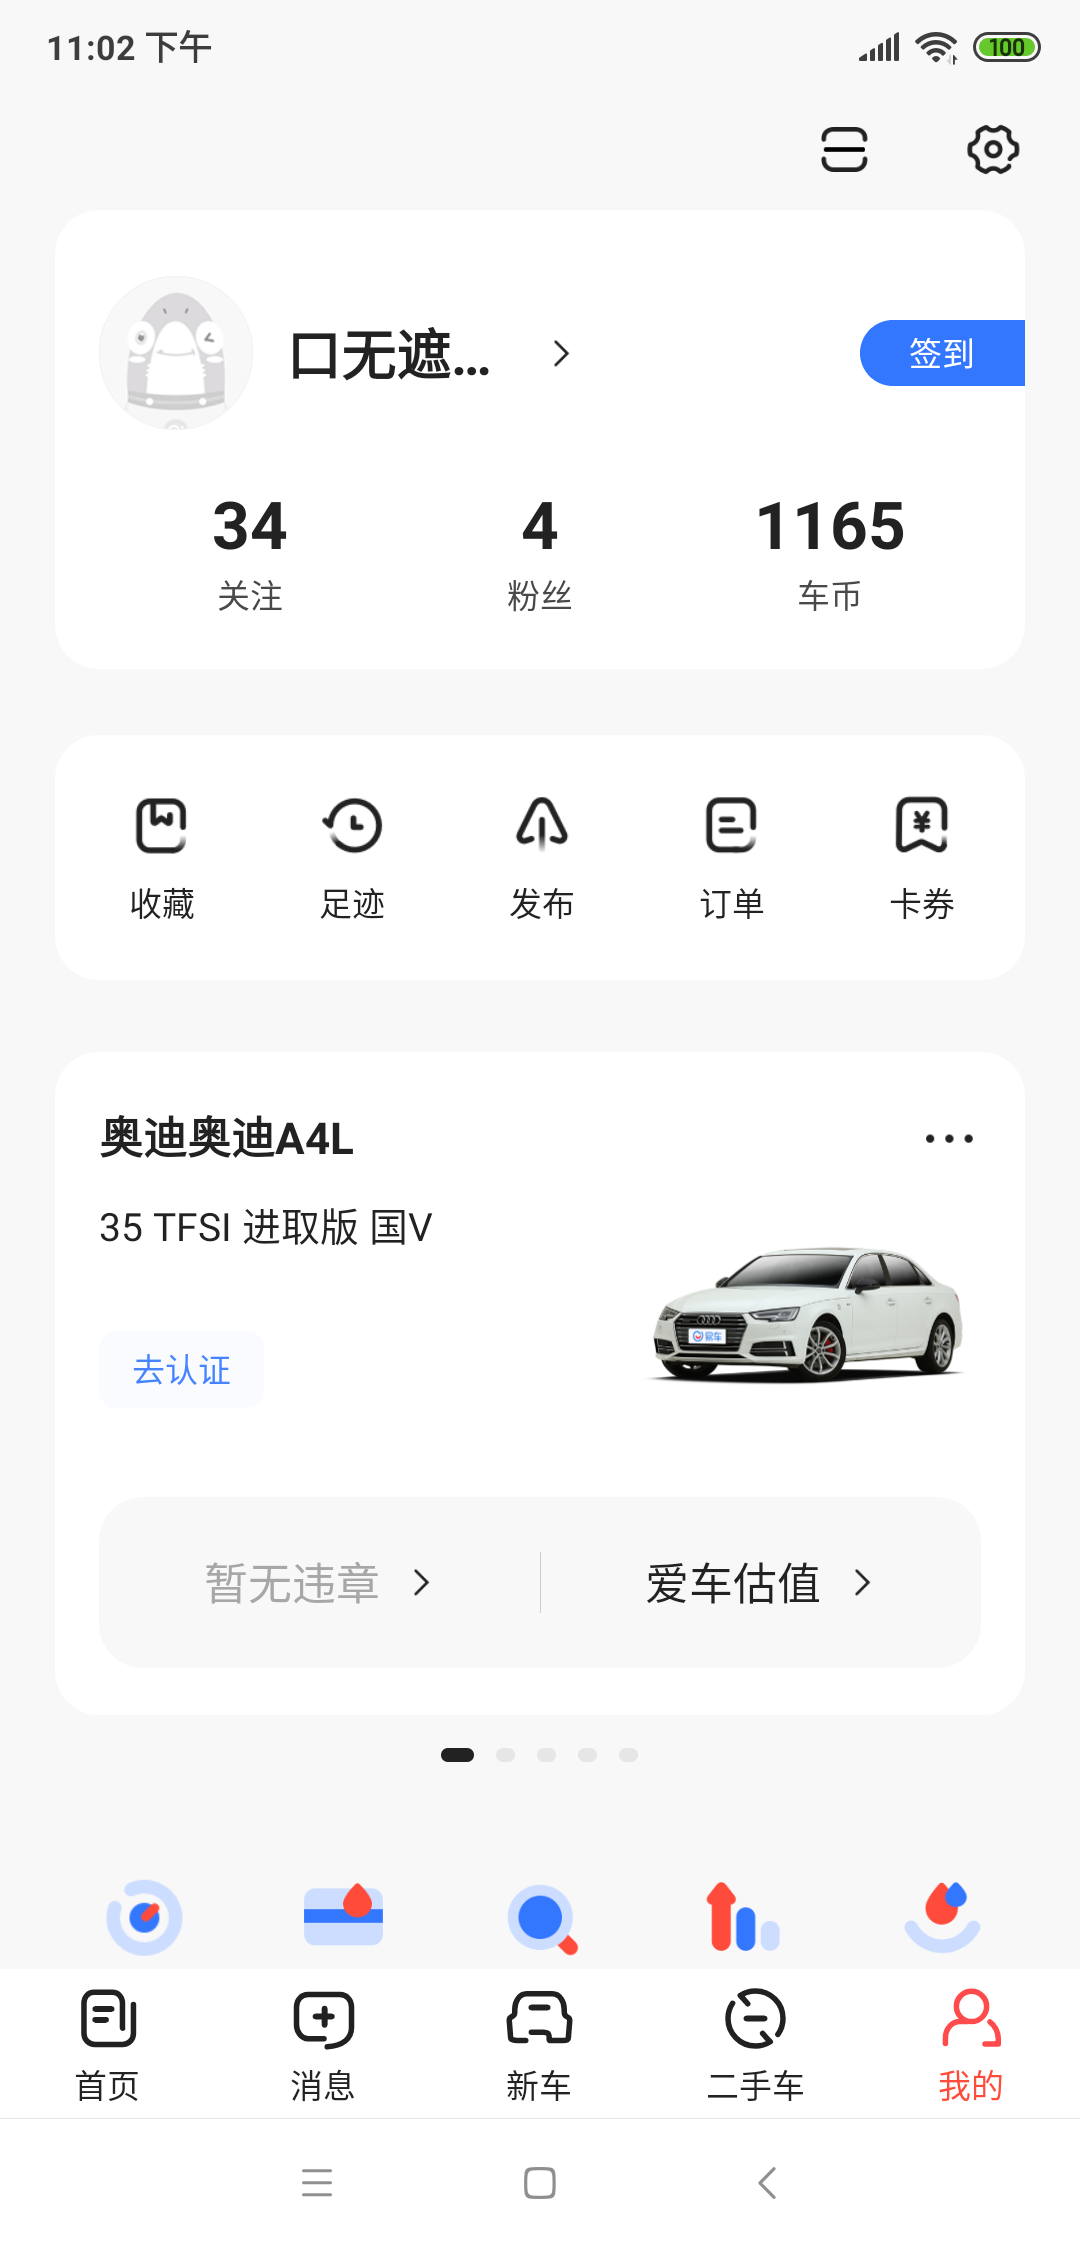 11:02 下午
100
口无遮...
签到
34
4
1165
关注
粉丝
车币
收藏
足迹
发布
订单
卡券
奥迪奥迪A4L
35 TFSI 进取版 国V
易车
去认证
暂无违章
爱车估值
首页
消息
新车
二手车
我的